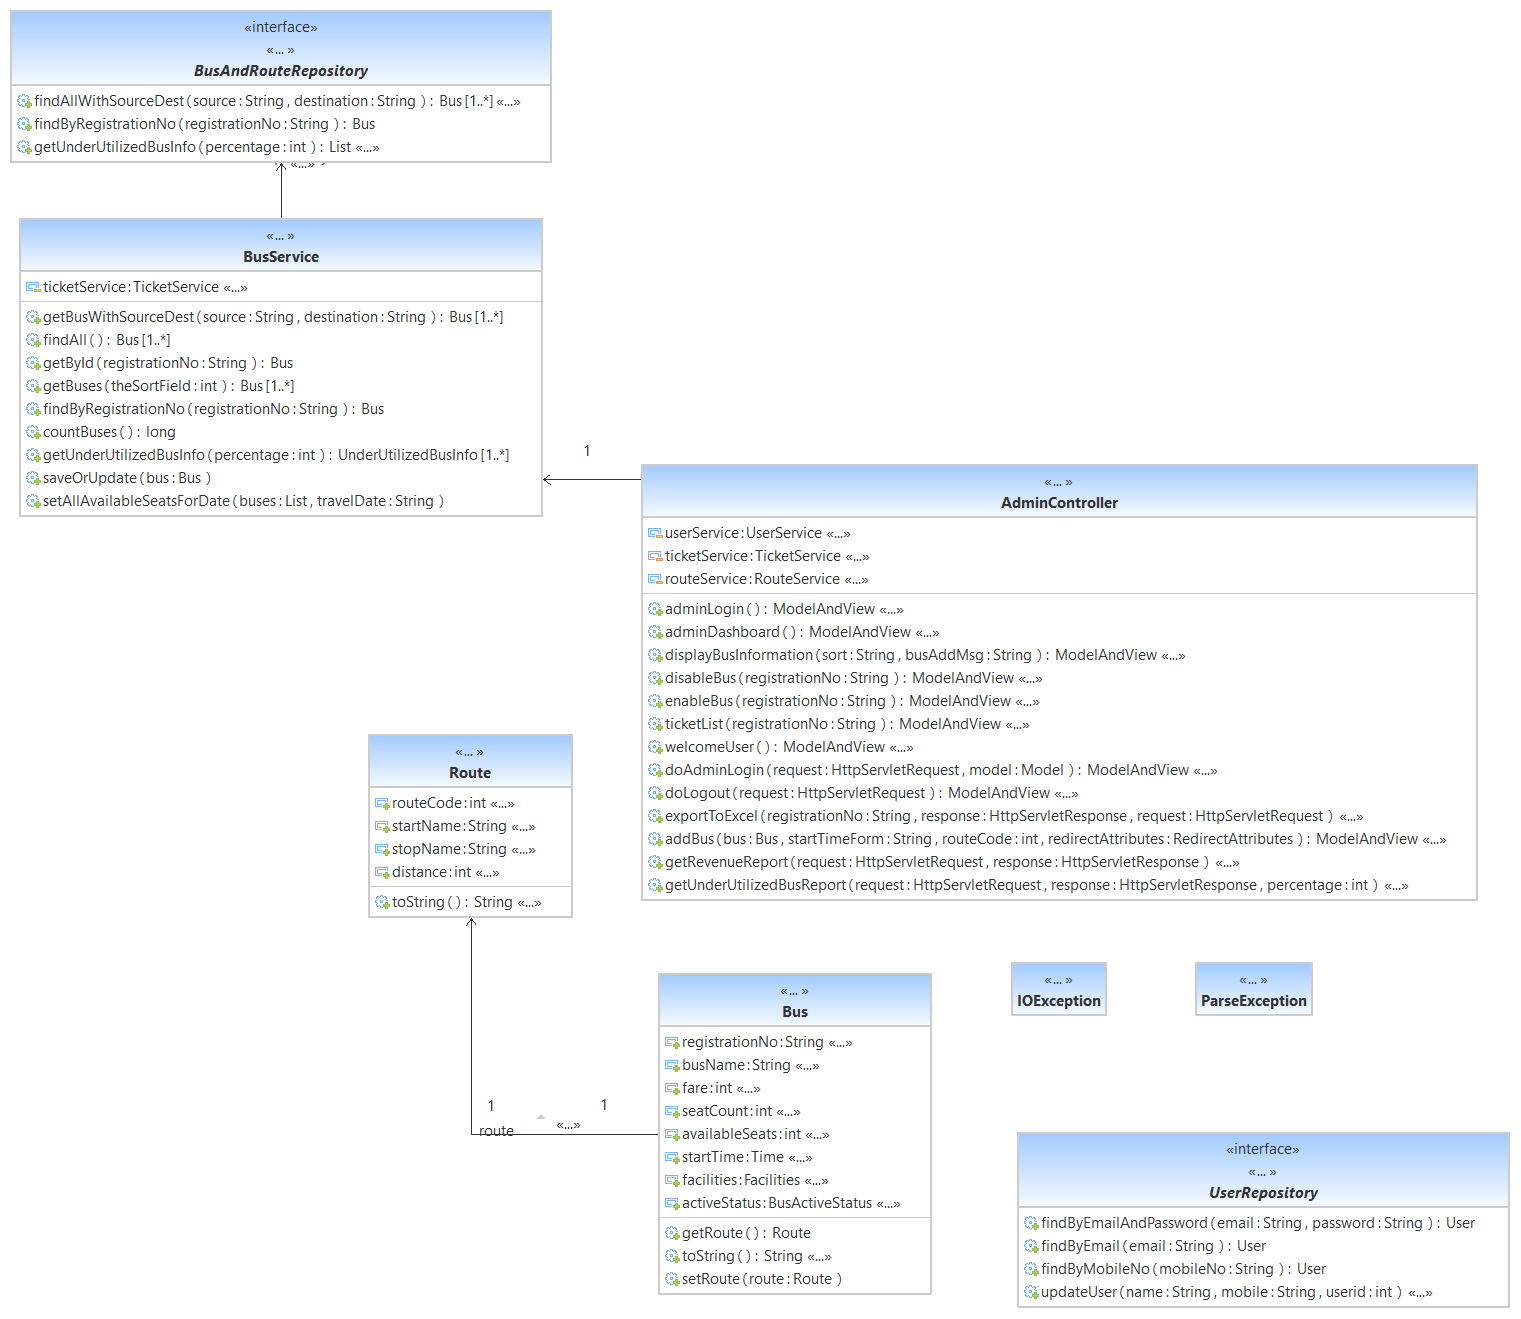 «interface»
«... »
BusAndRouteRepository
findAllWithSourceDest(source:String, destination:String ): Bus[1..*] «...»
findByRegistrationNo(registrationNo:String ): Bus
getUnderUtilizedBusInfo(percentage:int ): List «...»
«...»
«... »
BusService
ticketService:TicketService «...»
getBusWithSourceDest(source:String, destination:String ): Bus[1..*]
findAll(): Bus[1..*]
getById(registrationNo:String ): Bus
getBuses(theSortField:int ): Bus[1..*]
findByRegistrationNo(registrationNo:String ): Bus
countBuses(): long
getUnderUtilizedBusInfo(percentage:int ): UnderUtilizedBusInfo[1..*]
saveOrUpdate(bus:Bus )
setAllAvailableSeatsForDate(buses:List, travelDate:String )
1
«... »
AdminController
userService:UserService «...»
ticketService:TicketService «...»
routeService:RouteService «...»
adminLogin(): ModelAndView «...»
adminDashboard(): ModelAndView «...»
displayBusInformation(sort:String, busAddMsg:String ): ModelAndView «...»
disableBus(registrationNo:String ): ModelAndView «...»
enableBus(registrationNo:String ): ModelAndView «...»
ticketList(registrationNo:String ): ModelAndView «...»
welcomeUser(): ModelAndView «...»
doAdminLogin(request:HttpServletRequest, model:Model ): ModelAndView «...»
doLogout(request:HttpServletRequest ): ModelAndView «...»
exportToExcel(registrationNo:String, response:HttpServletResponse, request:HttpServletRequest ) «...»
addBus(bus:Bus, startTimeForm:String, routeCode:int, redirectAttributes:RedirectAttributes ): ModelAndView «...»
getRevenueReport(request:HttpServletRequest, response:HttpServletResponse ) «...»
getUnderUtilizedBusReport(request:HttpServletRequest, response:HttpServletResponse, percentage:int ) «...»
«... »
Route
routeCode:int «...»
startName:String «...»
stopName:String «...»
distance:int «...»
toString(): String «...»
1
route
«...»
1
«... »
Bus
registrationNo:String «...»
busName:String «...»
fare:int «...»
seatCount:int «...»
availableSeats:int «...»
startTime:Time «...»
facilities:Facilities «...»
activeStatus:BusActiveStatus «...»
getRoute(): Route
toString(): String «...»
setRoute(route:Route )
«... »
IOException
«... »
ParseException
«interface»
«... »
UserRepository
findByEmailAndPassword(email:String, password:String ): User
findByEmail(email:String ): User
findByMobileNo(mobileNo:String ): User
updateUser(name:String, mobile:String, userid:int ) «...»